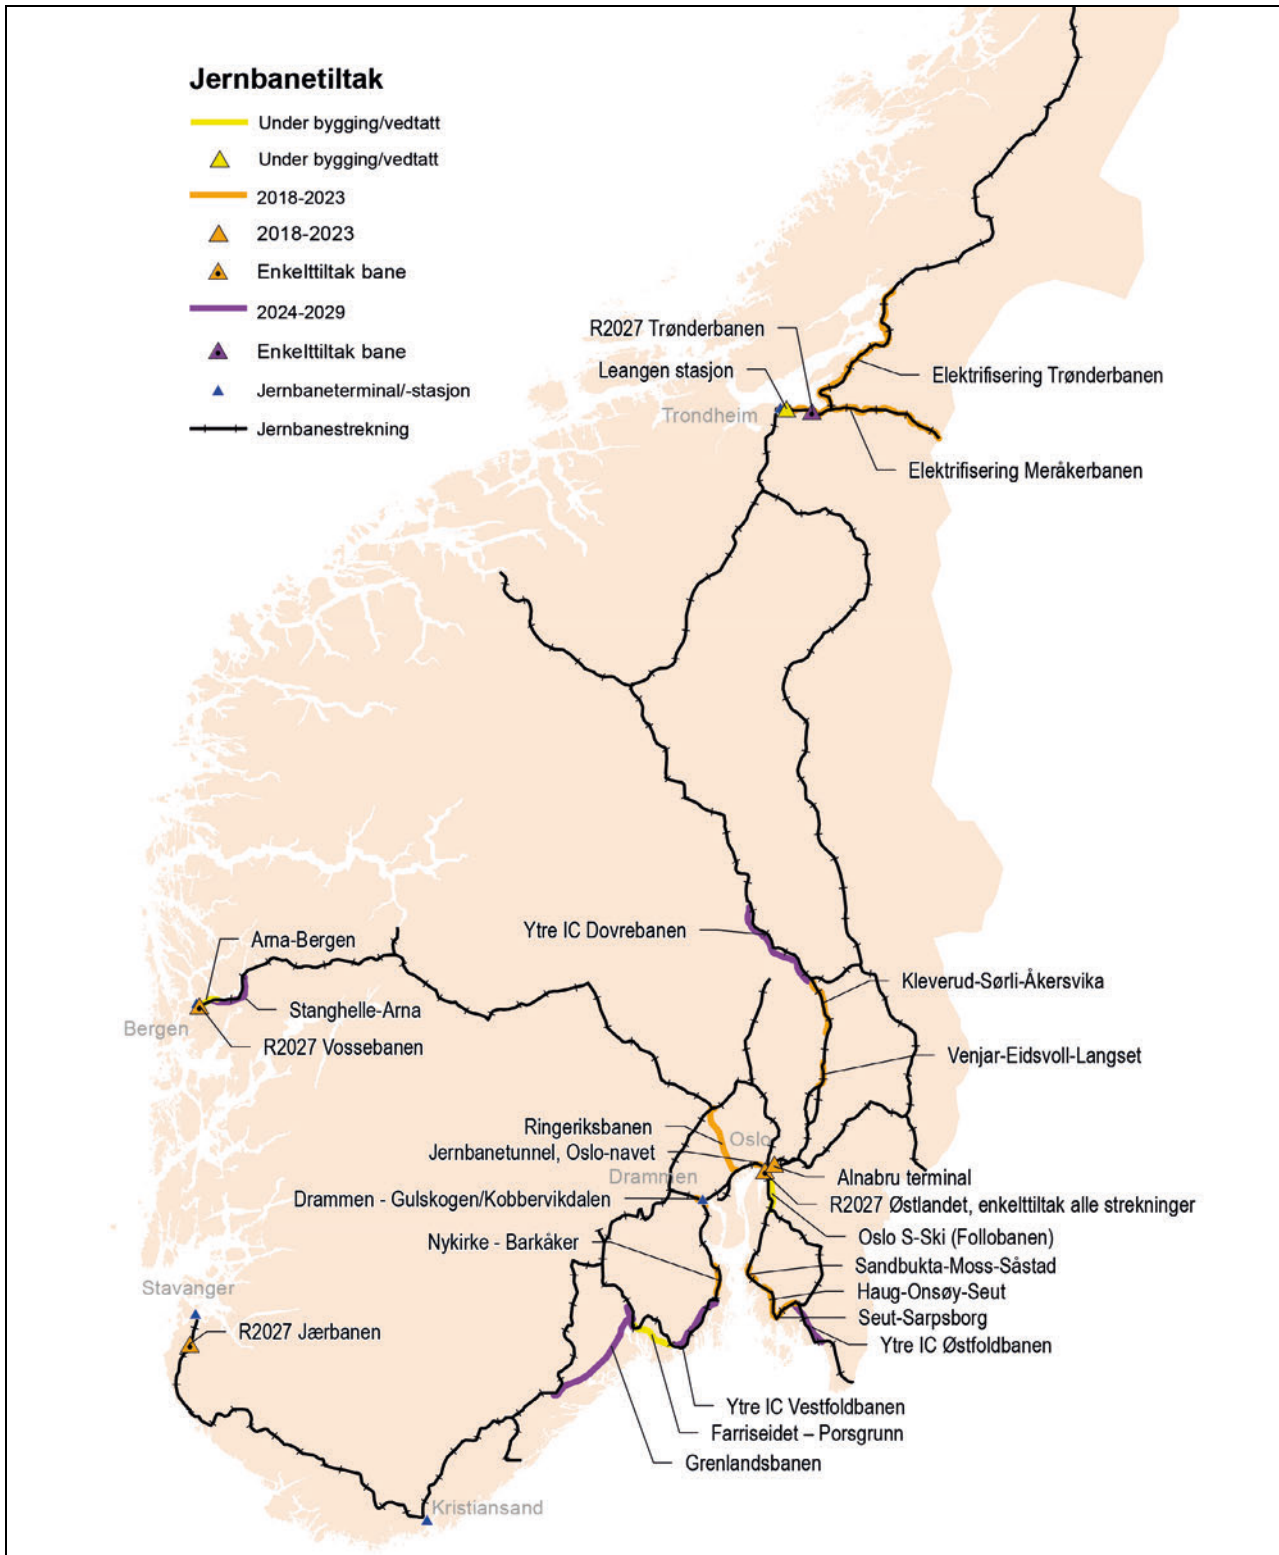 Jernbanetiltak
Under bygging/vedtatt
Under bygging/vedtatt
2018-2023
2018-2023
Enkelttiltak bane
2024-2029
Enkelttiltak bane
Jernbaneterminal/-stasjon
Jernbanestrekning
R2027 Trønderbanen
Leangen stasjon
Elektrifisering Trønderbanen
Trondheim
Elektrifisering Meråkerbanen
Ytre IC Dovrebanen
Arna-Bergen
Kleverud-Sørli-Åkersvika
Stanghelle-Arna
Bergen
R2027 Vossebanen
Venjar-Eidsvoll-Langset
Ringeriksbanen
Oslo
Jernbanetunnel, Oslo-navet
Drammen
Alnabru terminal
Drammen - Gulskogen/Kobbervikdalen
R2027 Østlandet, enkelttiltak alle strekninger
Oslo S-Ski (Follobanen)
Nykirke - Barkåker
Sandbukta-Moss-Såstad
Stavanger
Haug-Onsøy-Seut
Seut-Sarpsborg
R2027 Jærbanen
Ytre IC Østfoldbanen
Ytre IC Vestfoldbanen
Farriseidet – Porsgrunn
Grenlandsbanen
Kristiansand